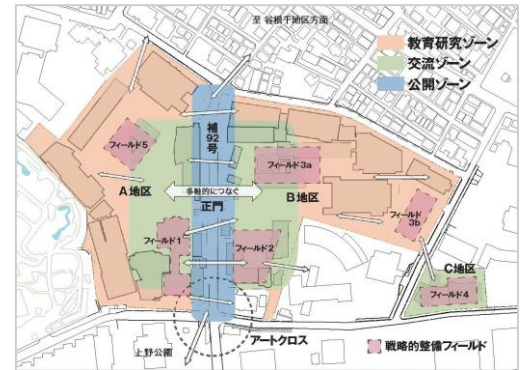 至 谷根千地区方面
教育研究ゾーン
交流ゾーン
公開ゾーン
補92号
フィールド5
フィールド3a
A地区
多軸的につなぐ
B地区
正門
フィールド3b
フィールド1
フィールド2
C地区
フィールド4
上野公園
アートクロス
戦略的整備フィールド